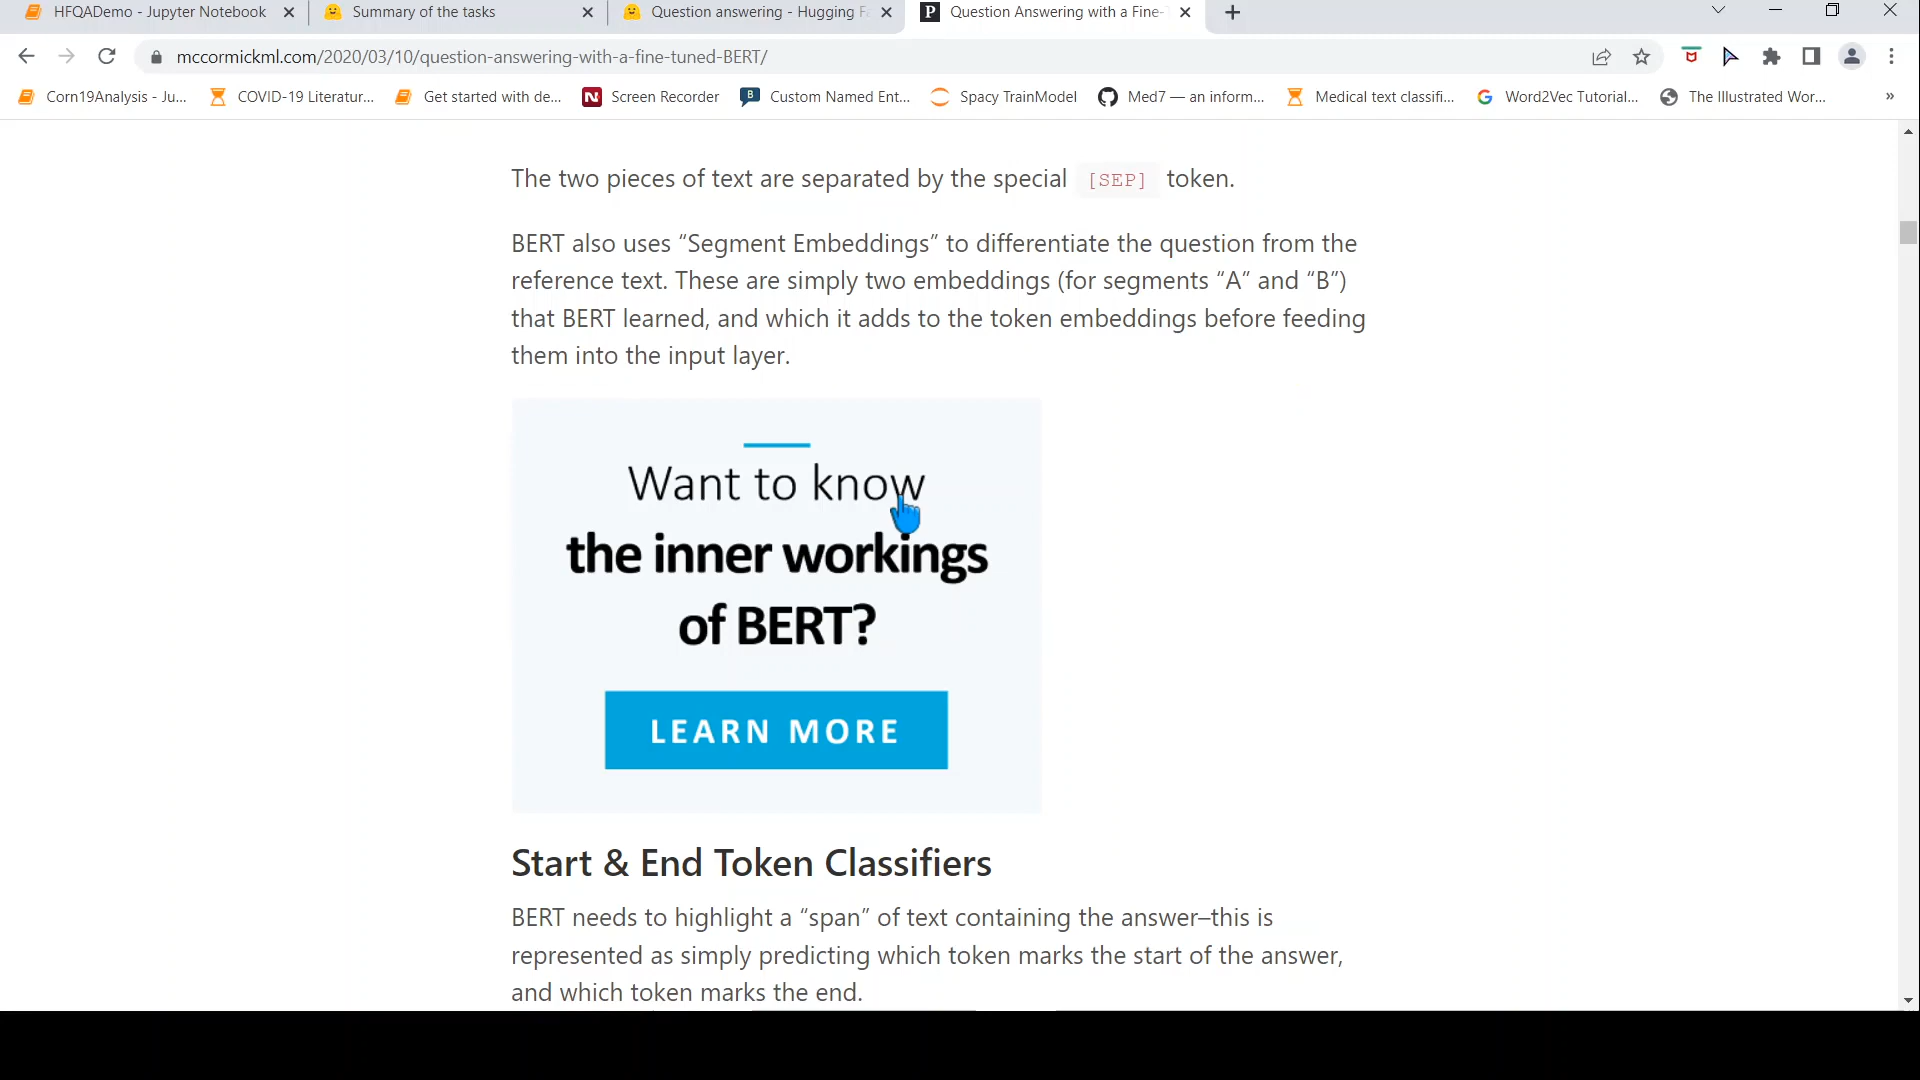 HFQADemo - Jupyter Notebook
Summary of the tasks
Question answering - Hugging Fa
Question Answering with a Fine-T
mccormickml.com/2020/03/10/question-answering-with-a-fine-tuned-BERT/
Corn19Analysis - Ju...
COVID-19 Literatur...
Get started with de...
Screen Recorder
Custom Named Ent...
Spacy TrainModel
Med7 — an inform...
Medical text classifi...
Word2Vec Tutorial...
The Illustrated Wor...
»
The two pieces of text are separated by the special [SEP] token.
BERT also uses “Segment Embeddings” to differentiate the question from the
reference text. These are simply two embeddings (for segments “A” and “B”)
that BERT learned, and which it adds to the token embeddings before feeding
them into the input layer.
Want to know
the inner workings
of BERT?
LEARN MORE
Start & End Token Classifiers
BERT needs to highlight a “span” of text containing the answer–this is
represented as simply predicting which token marks the start of the answer,
and which token marks the end.